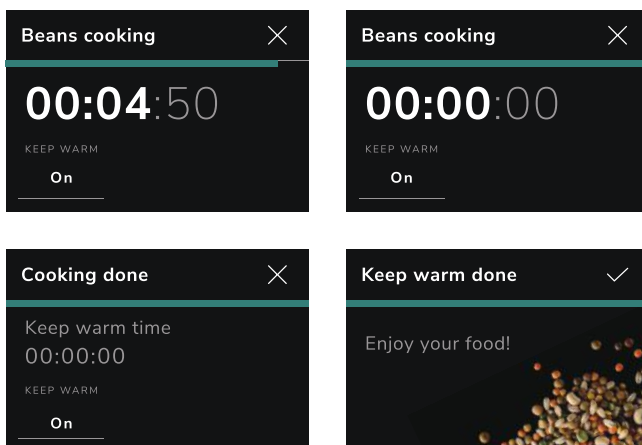 Beans cooking
00:04:50
KEEP WARM
On
Beans cooking
00:00:00
KEEP WARM
On
Cooking done
Keep warm time
00:00:00
KEEP WARM
On
Keep warm done
Enjoy your food!